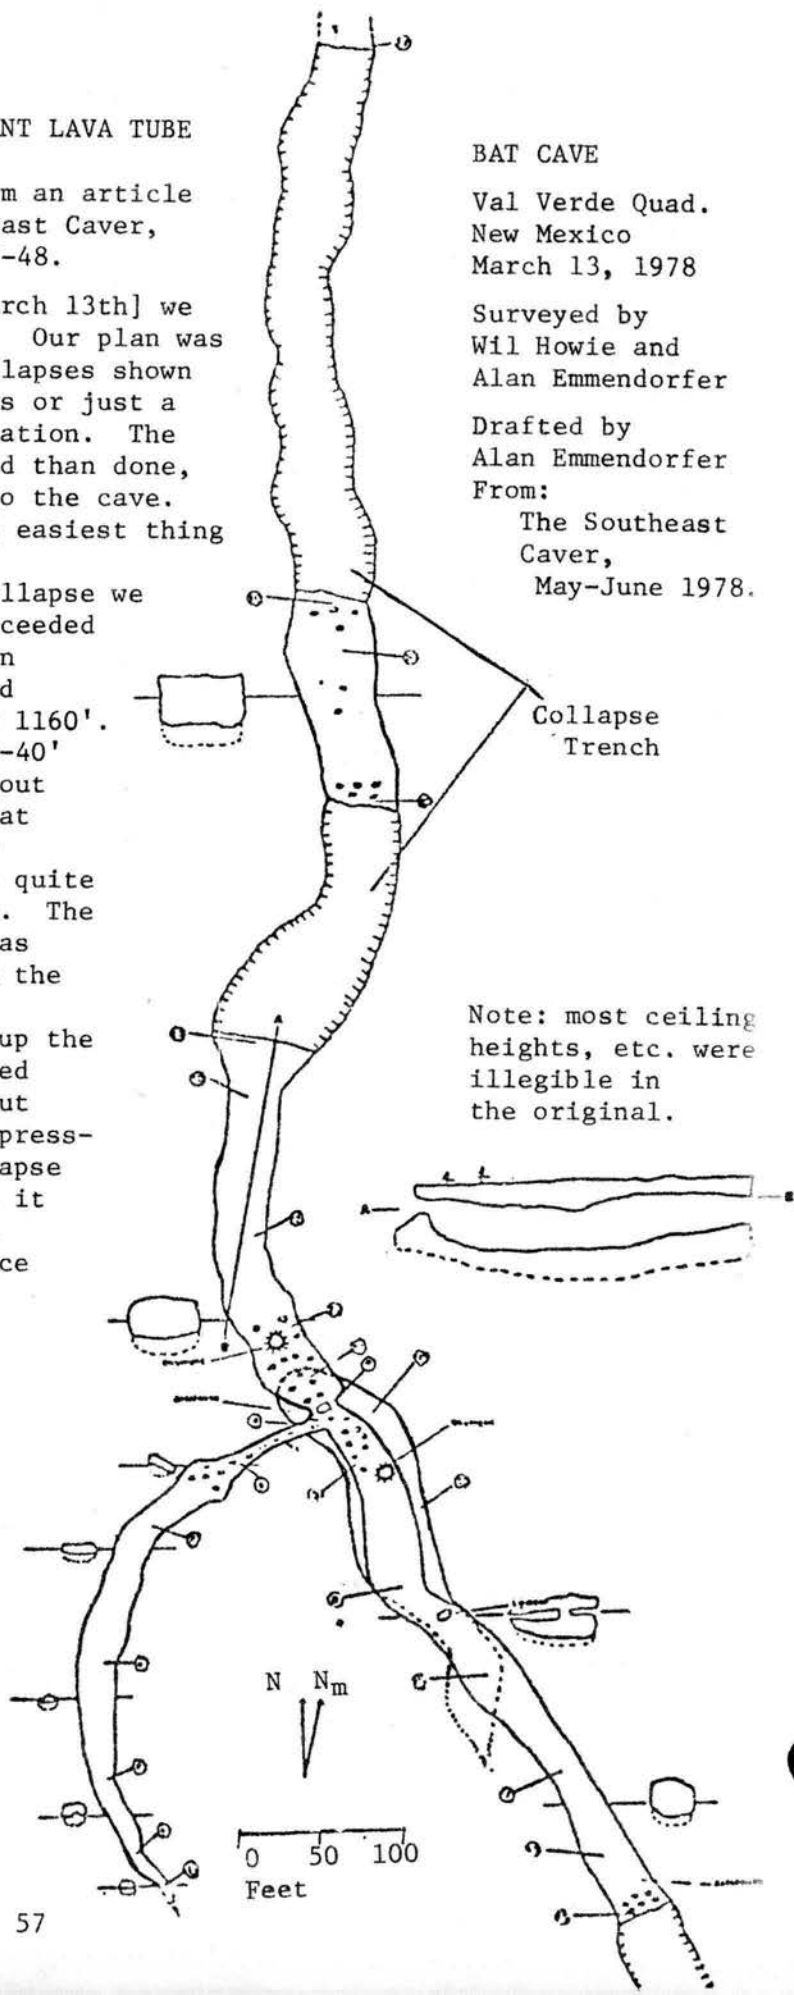 NT LAVA TUBE
m an article
ast Caver,
-48.
rch 13th] we
Our plan was
lapses shown
s or just a
ation. The
d than done,
o the cave.
easiest thing
llapse we
ceeded
n
d
1160'.
-40'
out
at
quite
. The
as
the
up the
ed
ut
press-
apse
it
ce
BAT CAVE
Val Verde Quad.
New Mexico
March 13, 1978
Surveyed by
Wil Howie and
Alan Emmendorfer
Drafted by
Alan Emmendorfer
From:
The Southeast
Caver,
May-June 1978.
Collapse
Trench
Note: most ceiling
heights, etc. were
illegible in
the original.
A
A
B
N Nm
0 50 100
Feet
57